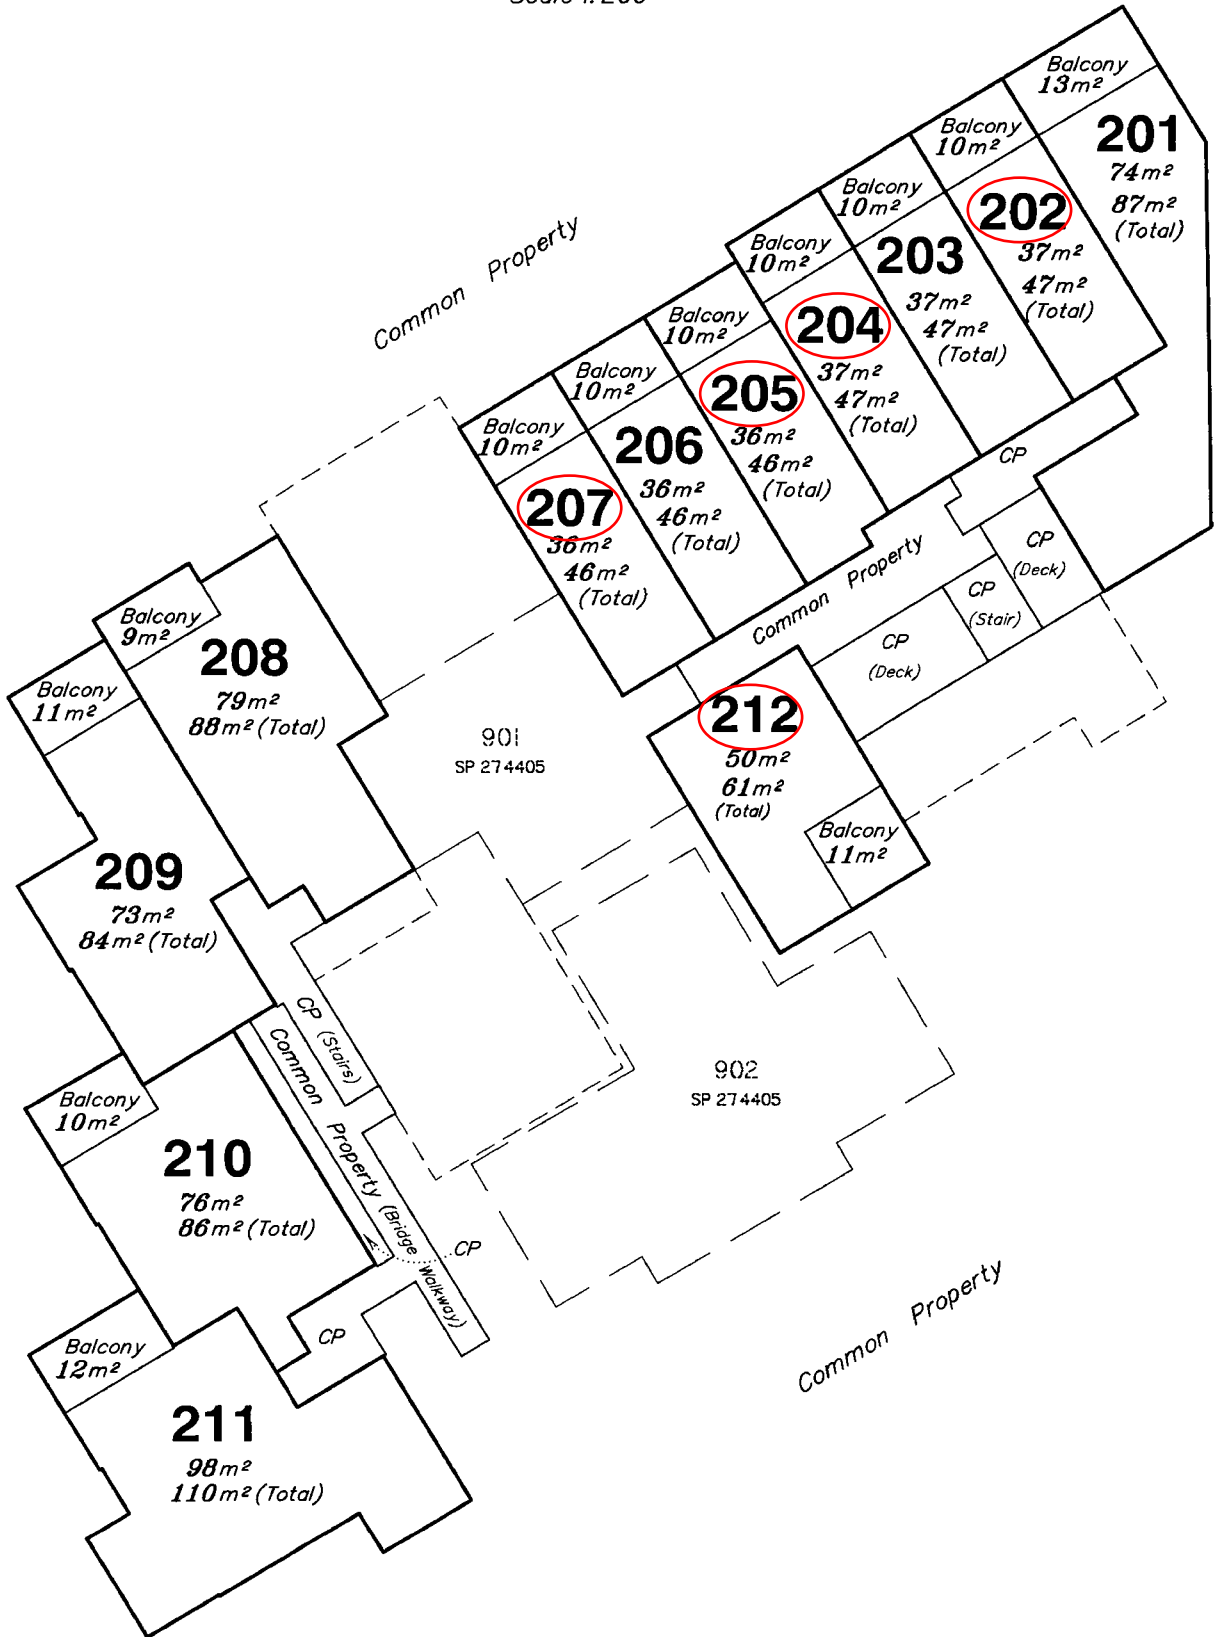 Scale 1:200
Balcony
13m²
201
74m²
87m²
(Total)
Balcony
10m²
202
37m²
47m²
(Total)
Balcony
10m²
203
37m²
47m²
(Total)
Balcony
10m²
204
37m²
47m²
(Total)
Balcony
10m²
205
36m²
46m²
(Total)
Balcony
10m²
206
36m²
46m²
(Total)
Balcony
10m²
207
36m²
46m²
(Total)
Common Property
CP
Common Property
CP
(Deck)
CP
(Stair)
CP
(Deck)
Balcony
9m²
208
79m²
88m² (Total)
Balcony
11m²
209
73m²
84m² (Total)
901
SP 274405
212
50m²
61m²
(Total)
Balcony
11m²
902
SP 274405
CP (Stairs)
Common Property (Bridge Walkway)
Balcony
10m²
210
76m²
86m² (Total)
CP
CP
Balcony
12m²
211
98m²
110m² (Total)
Common Property